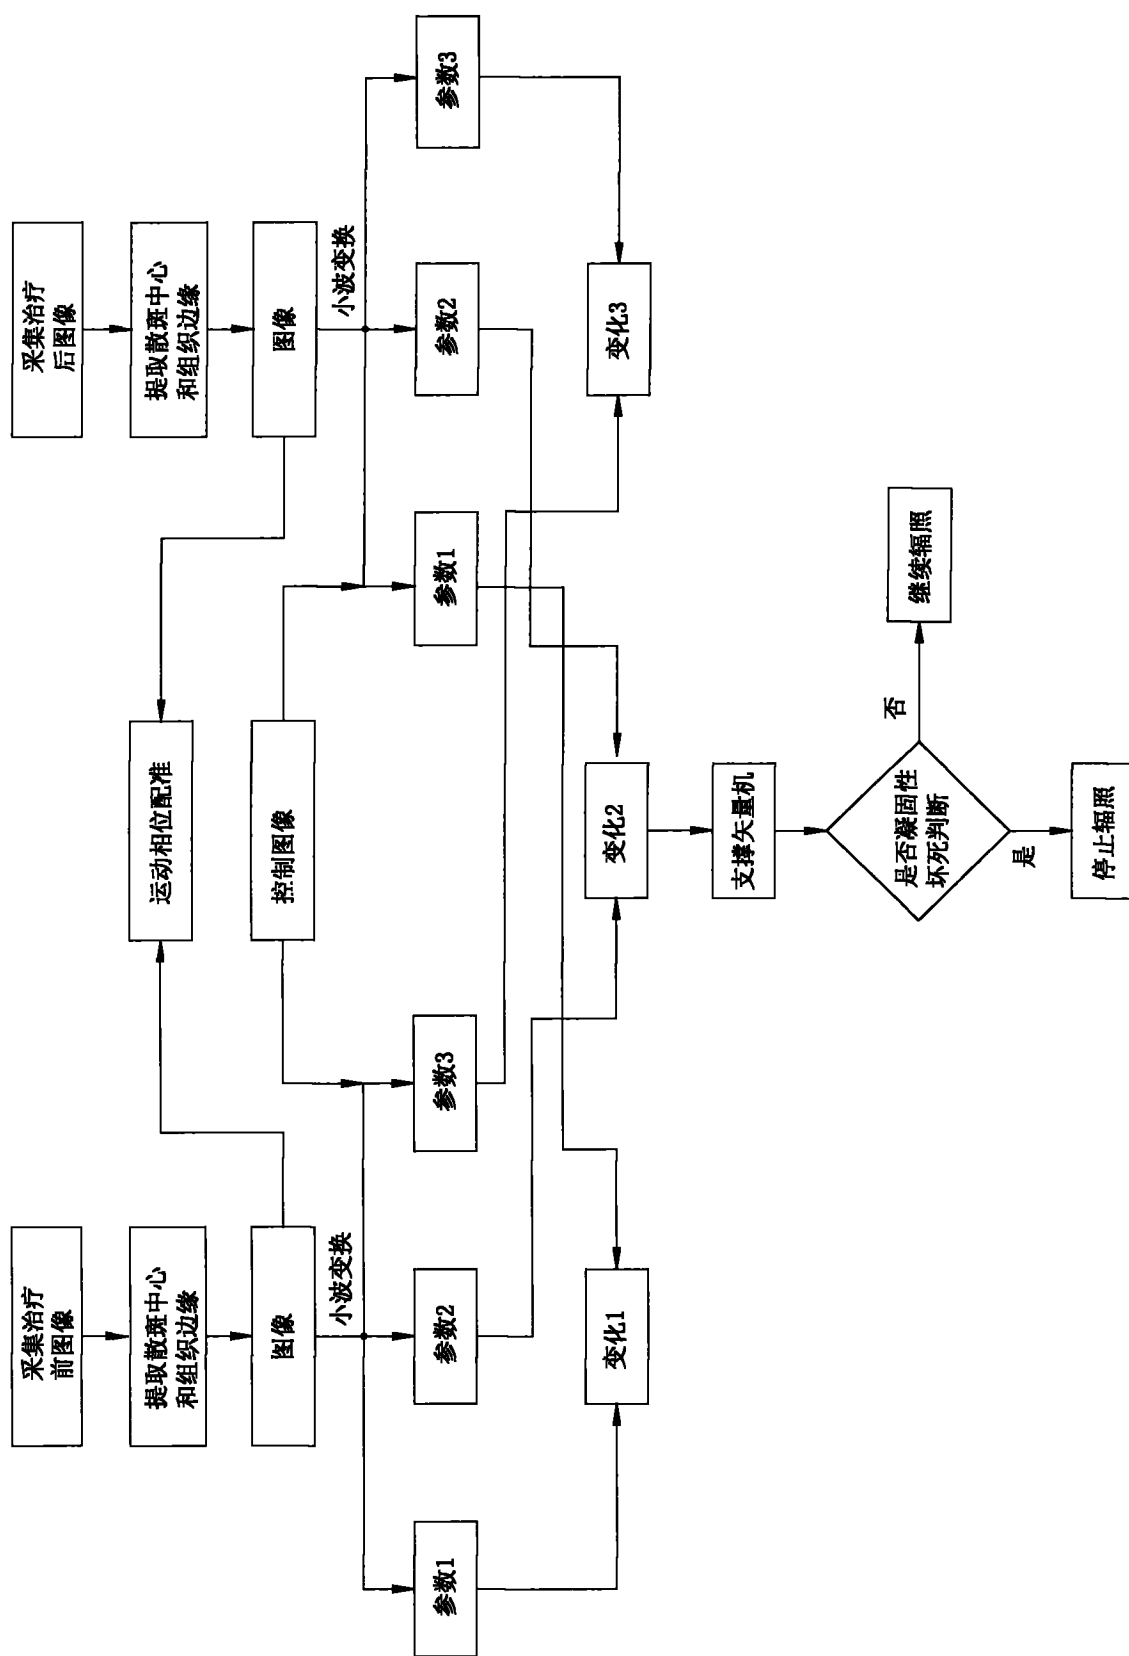 采集治疗
前图像
采集治疗
后图像
提取散斑中心
和组织边缘
运动相位配准
提取散斑中心
和组织边缘
图像
控制图像
图像
小波变换
小波变换
参数1
参数2
参数3
参数1
参数2
参数3
变化1
变化2
变化3
支撑矢量机
是否凝固性
坏死判断
否
继续辐照
是
停止辐照